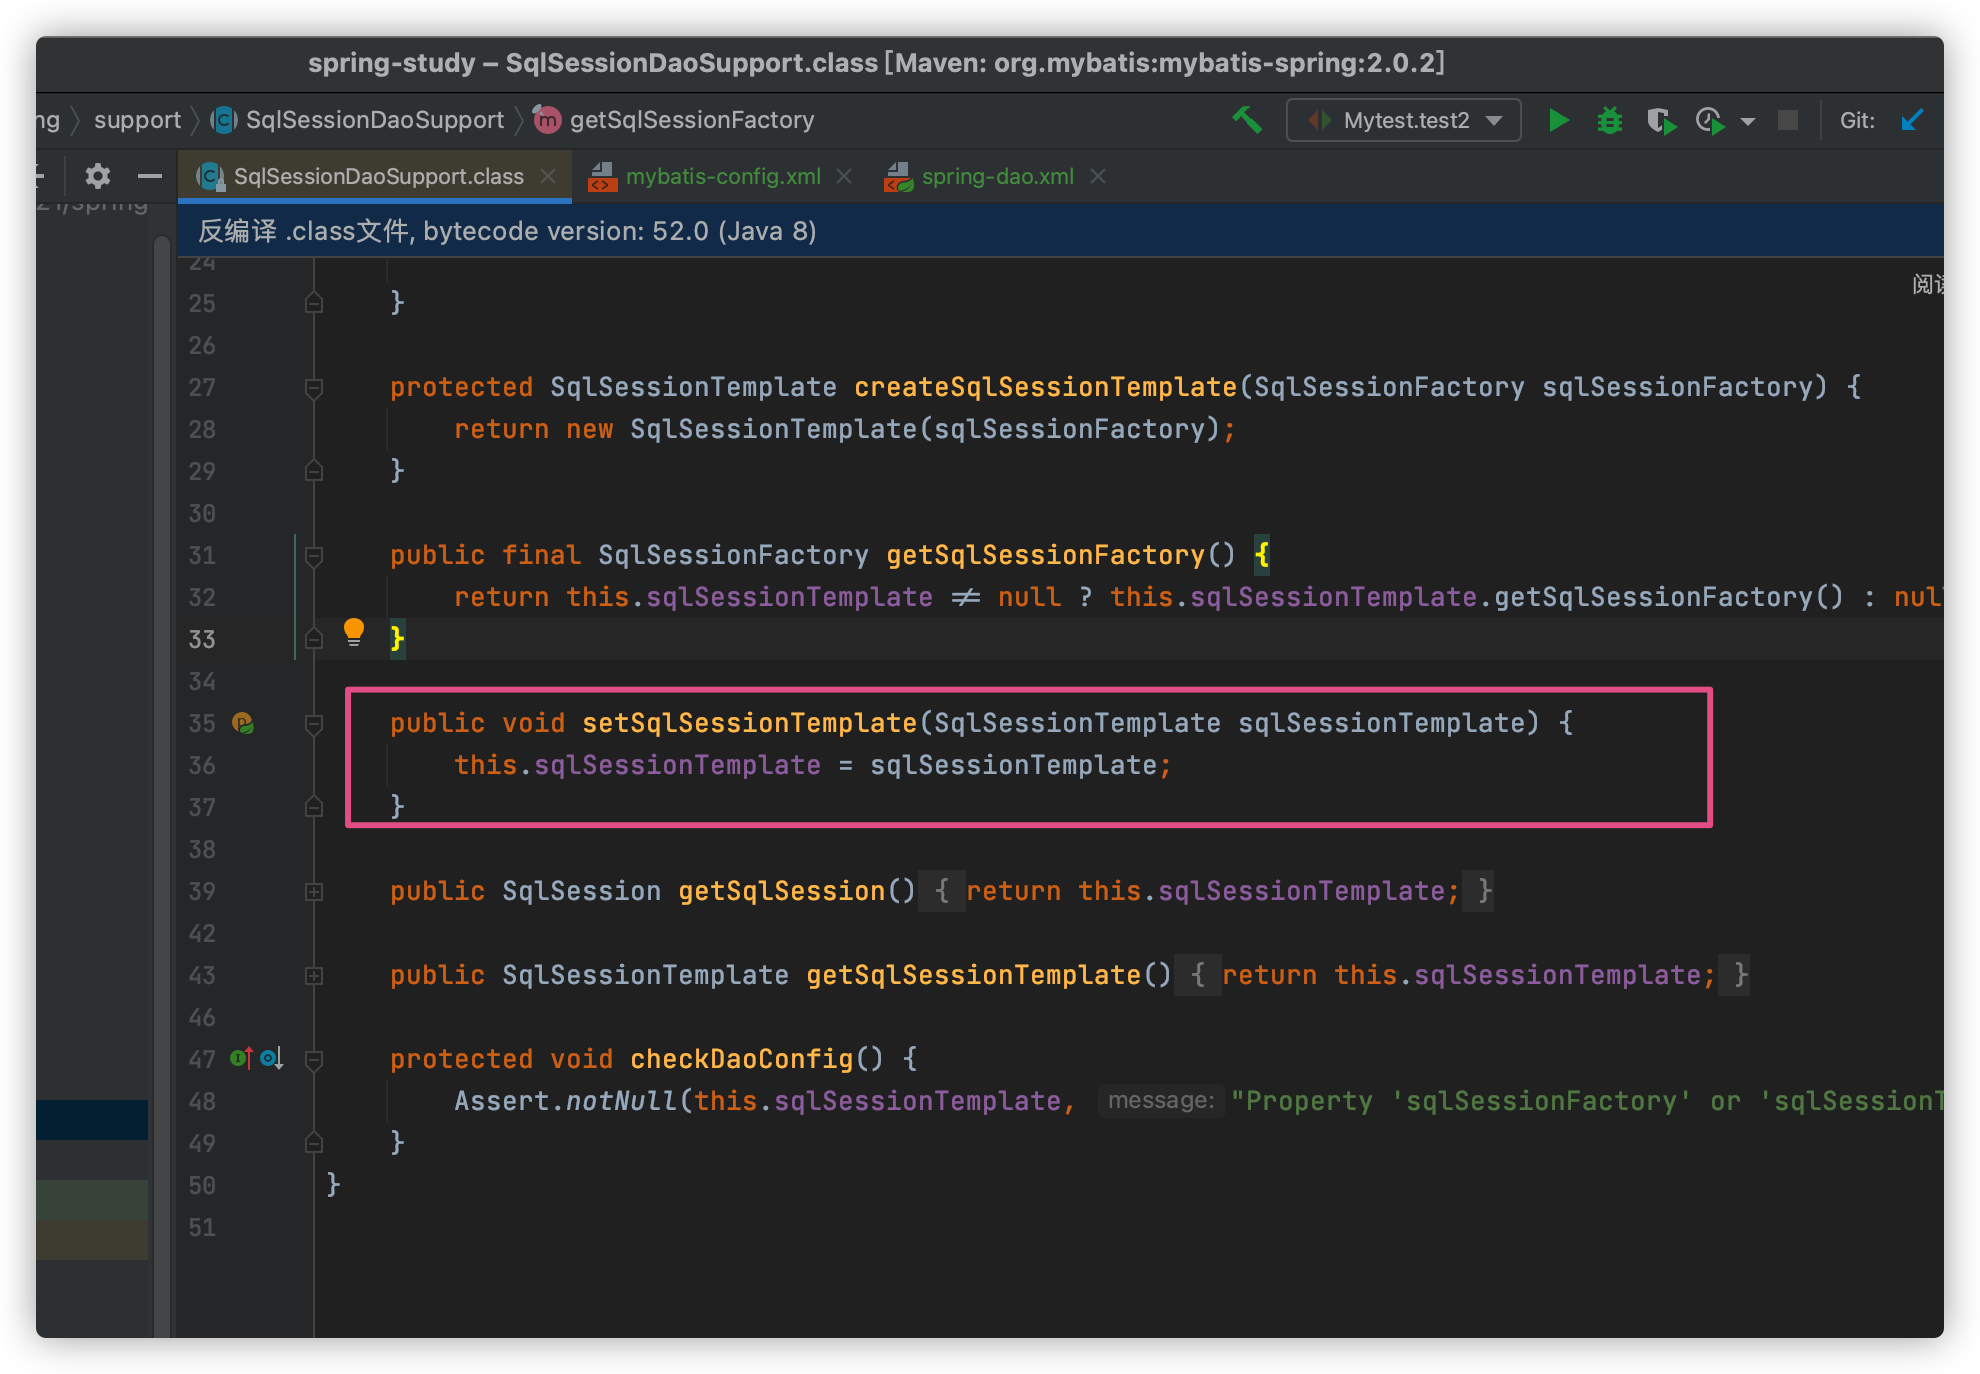 spring-study – SqlSessionDaoSupport.class [Maven: org.mybatis:mybatis-spring:2.0.2]
ng support SqlSessionDaoSupport getSqlSessionFactory Mytest.test2 Git:
SqlSessionDaoSupport.class mybatis-config.xml spring-dao.xml
反编译 .class文件, bytecode version: 52.0 (Java 8)
24
25 }
26
27 protected SqlSessionTemplate createSqlSessionTemplate(SqlSessionFactory sqlSessionFactory) {
28 return new SqlSessionTemplate(sqlSessionFactory);
29 }
30
31 public final SqlSessionFactory getSqlSessionFactory() {
32 return this.sqlSessionTemplate != null ? this.sqlSessionTemplate.getSqlSessionFactory() : nul
33 }
34
35 public void setSqlSessionTemplate(SqlSessionTemplate sqlSessionTemplate) {
36 this.sqlSessionTemplate = sqlSessionTemplate;
37 }
38
39 public SqlSession getSqlSession() { return this.sqlSessionTemplate; }
42
43 public SqlSessionTemplate getSqlSessionTemplate() { return this.sqlSessionTemplate; }
46
47 protected void checkDaoConfig() {
48 Assert.notNull(this.sqlSessionTemplate, message: "Property 'sqlSessionFactory' or 'sqlSessionT
49 }
50 }
51